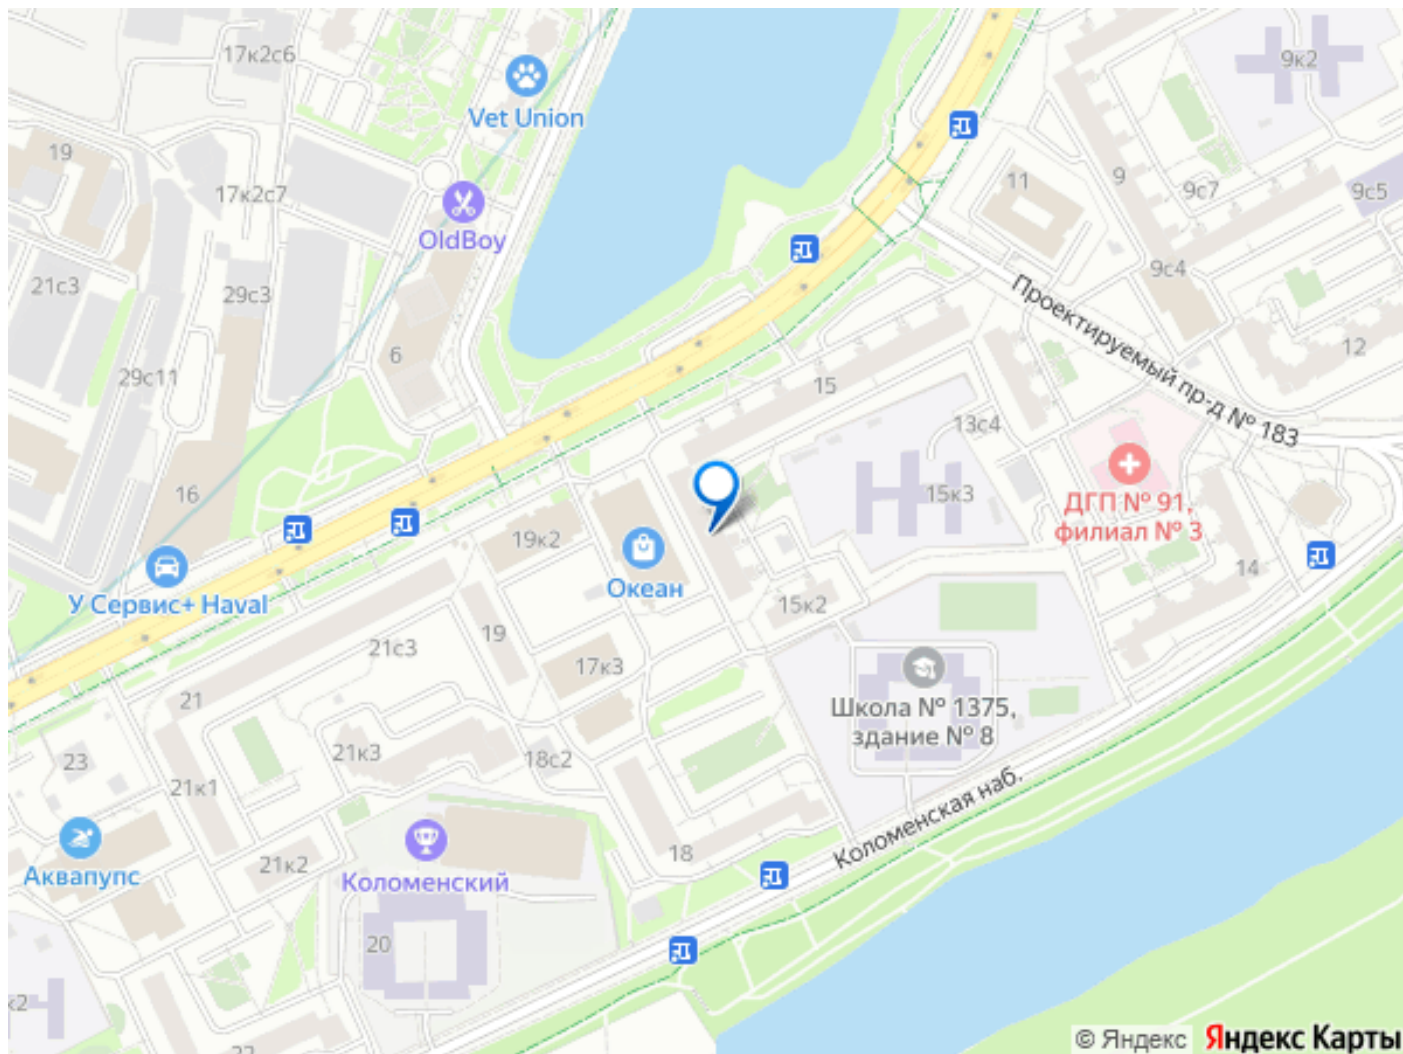 17к2с6
9к2
Vet Union
19
17к2с7
11
9
9с7
9с5
OldBoy
21с3
29с3
9с4
Проектируемый пр-д № 183
6
29с11
12
15
13с4
16
15к3
ДГП № 91,
филиал № 3
19к2
Океан
14
У Сервис+ Haval
15к2
19
21с3
17к3
21
Школа № 1375,
здание № 8
23
21к3
18с2
21к1
Коломенская наб.
Аквапупс
21к2
18
Коломенский
20
к2
22
© Яндекс Яндекс Карты